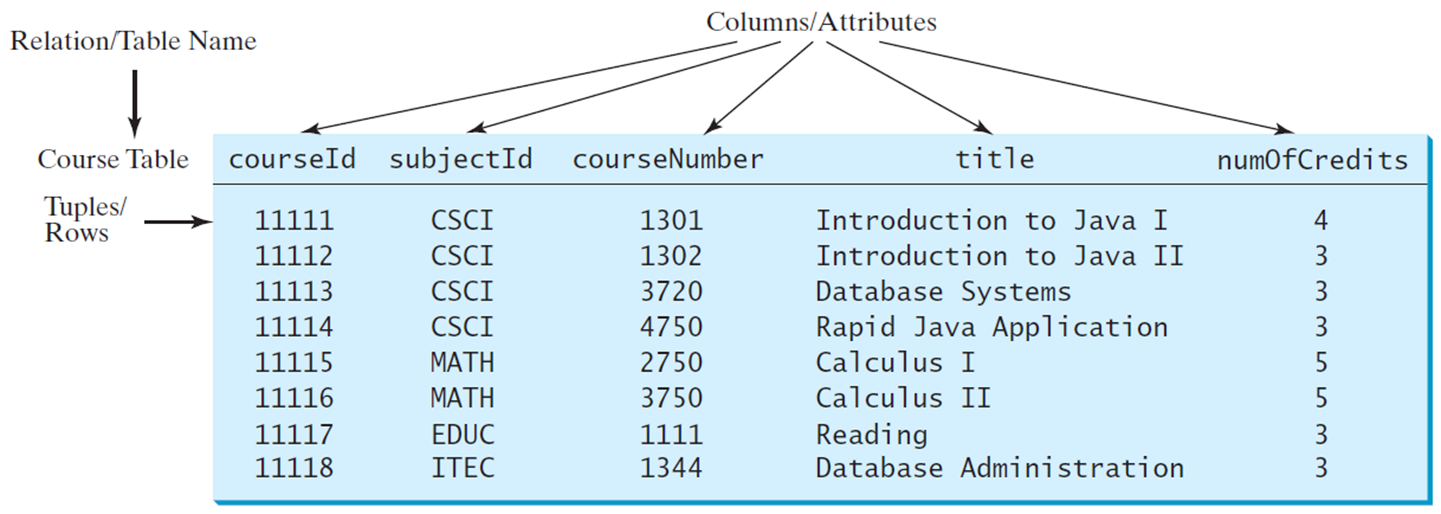 Columns/Attributes
Relation/Table Name
Course Table courseId subjectId courseNumber title numOfCredits
Tuples/
Rows
11111 CSCI 1301 Introduction to Java I 4
11112 CSCI 1302 Introduction to Java II 3
11113 CSCI 3720 Database Systems 3
11114 CSCI 4750 Rapid Java Application 3
11115 MATH 2750 Calculus I 5
11116 MATH 3750 Calculus II 5
11117 EDUC 1111 Reading 3
11118 ITEC 1344 Database Administration 3